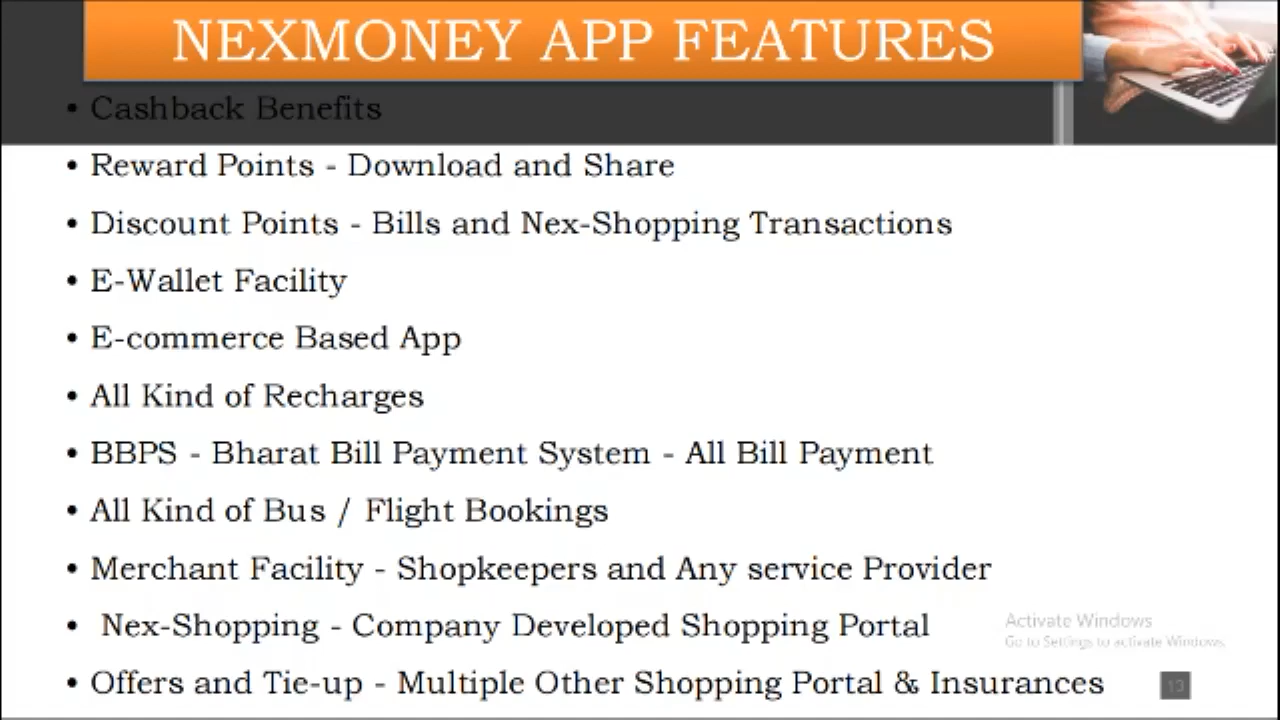 NEXMONEY APP FEATURES
• Cashback Benefits
• Reward Points - Download and Share
• Discount Points - Bills and Nex-Shopping Transactions
• E-Wallet Facility
• E-commerce Based App
• All Kind of Recharges
• BBPS - Bharat Bill Payment System - All Bill Payment
• All Kind of Bus / Flight Bookings
• Merchant Facility - Shopkeepers and Any service Provider
• Nex-Shopping - Company Developed Shopping Portal
Activate Windows
Go to Settings to activate Windows.
• Offers and Tie-up - Multiple Other Shopping Portal & Insurances
13